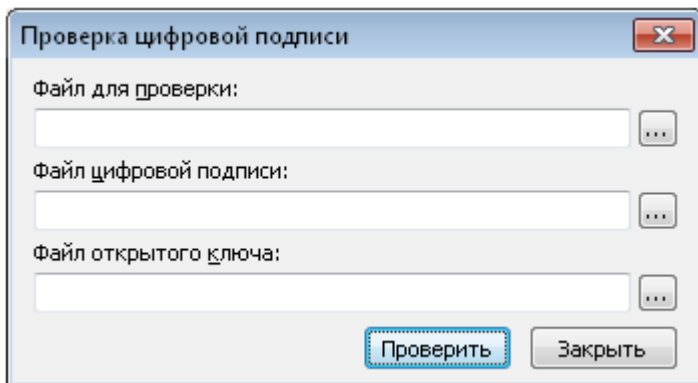 Проверка цифровой подписи
Файл для проверки:
...
Файл цифровой подписи:
...
Файл открытого ключа:
...
Проверить Закрыть